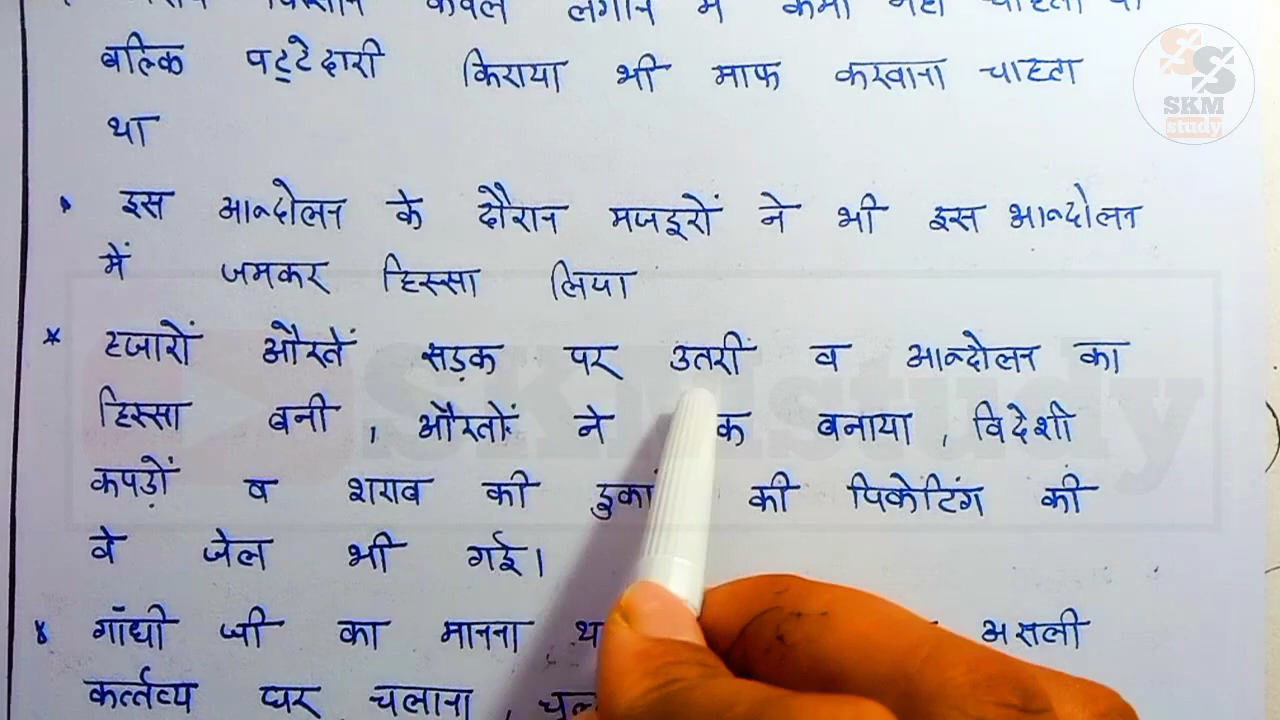 बल्कि पट्टेदारी किराया भी माफ करवाना चाहता
था
इस आन्दोलन के दौरान मजदूरों ने भी इस आन्दोलन
में जमकर हिस्सा लिया
हजारों औरतें सड़क पर उतरी व आन्दोलन का
हिस्सा बनी, औरतों ने बनाया, विदेशी
कपड़ों व शराब की की पिकेटिंग की
वे जेल भी गई।
गाँधी जी का मानना असली
कर्त्तव्य घर चलाना,
SKM
study
SKMstudy